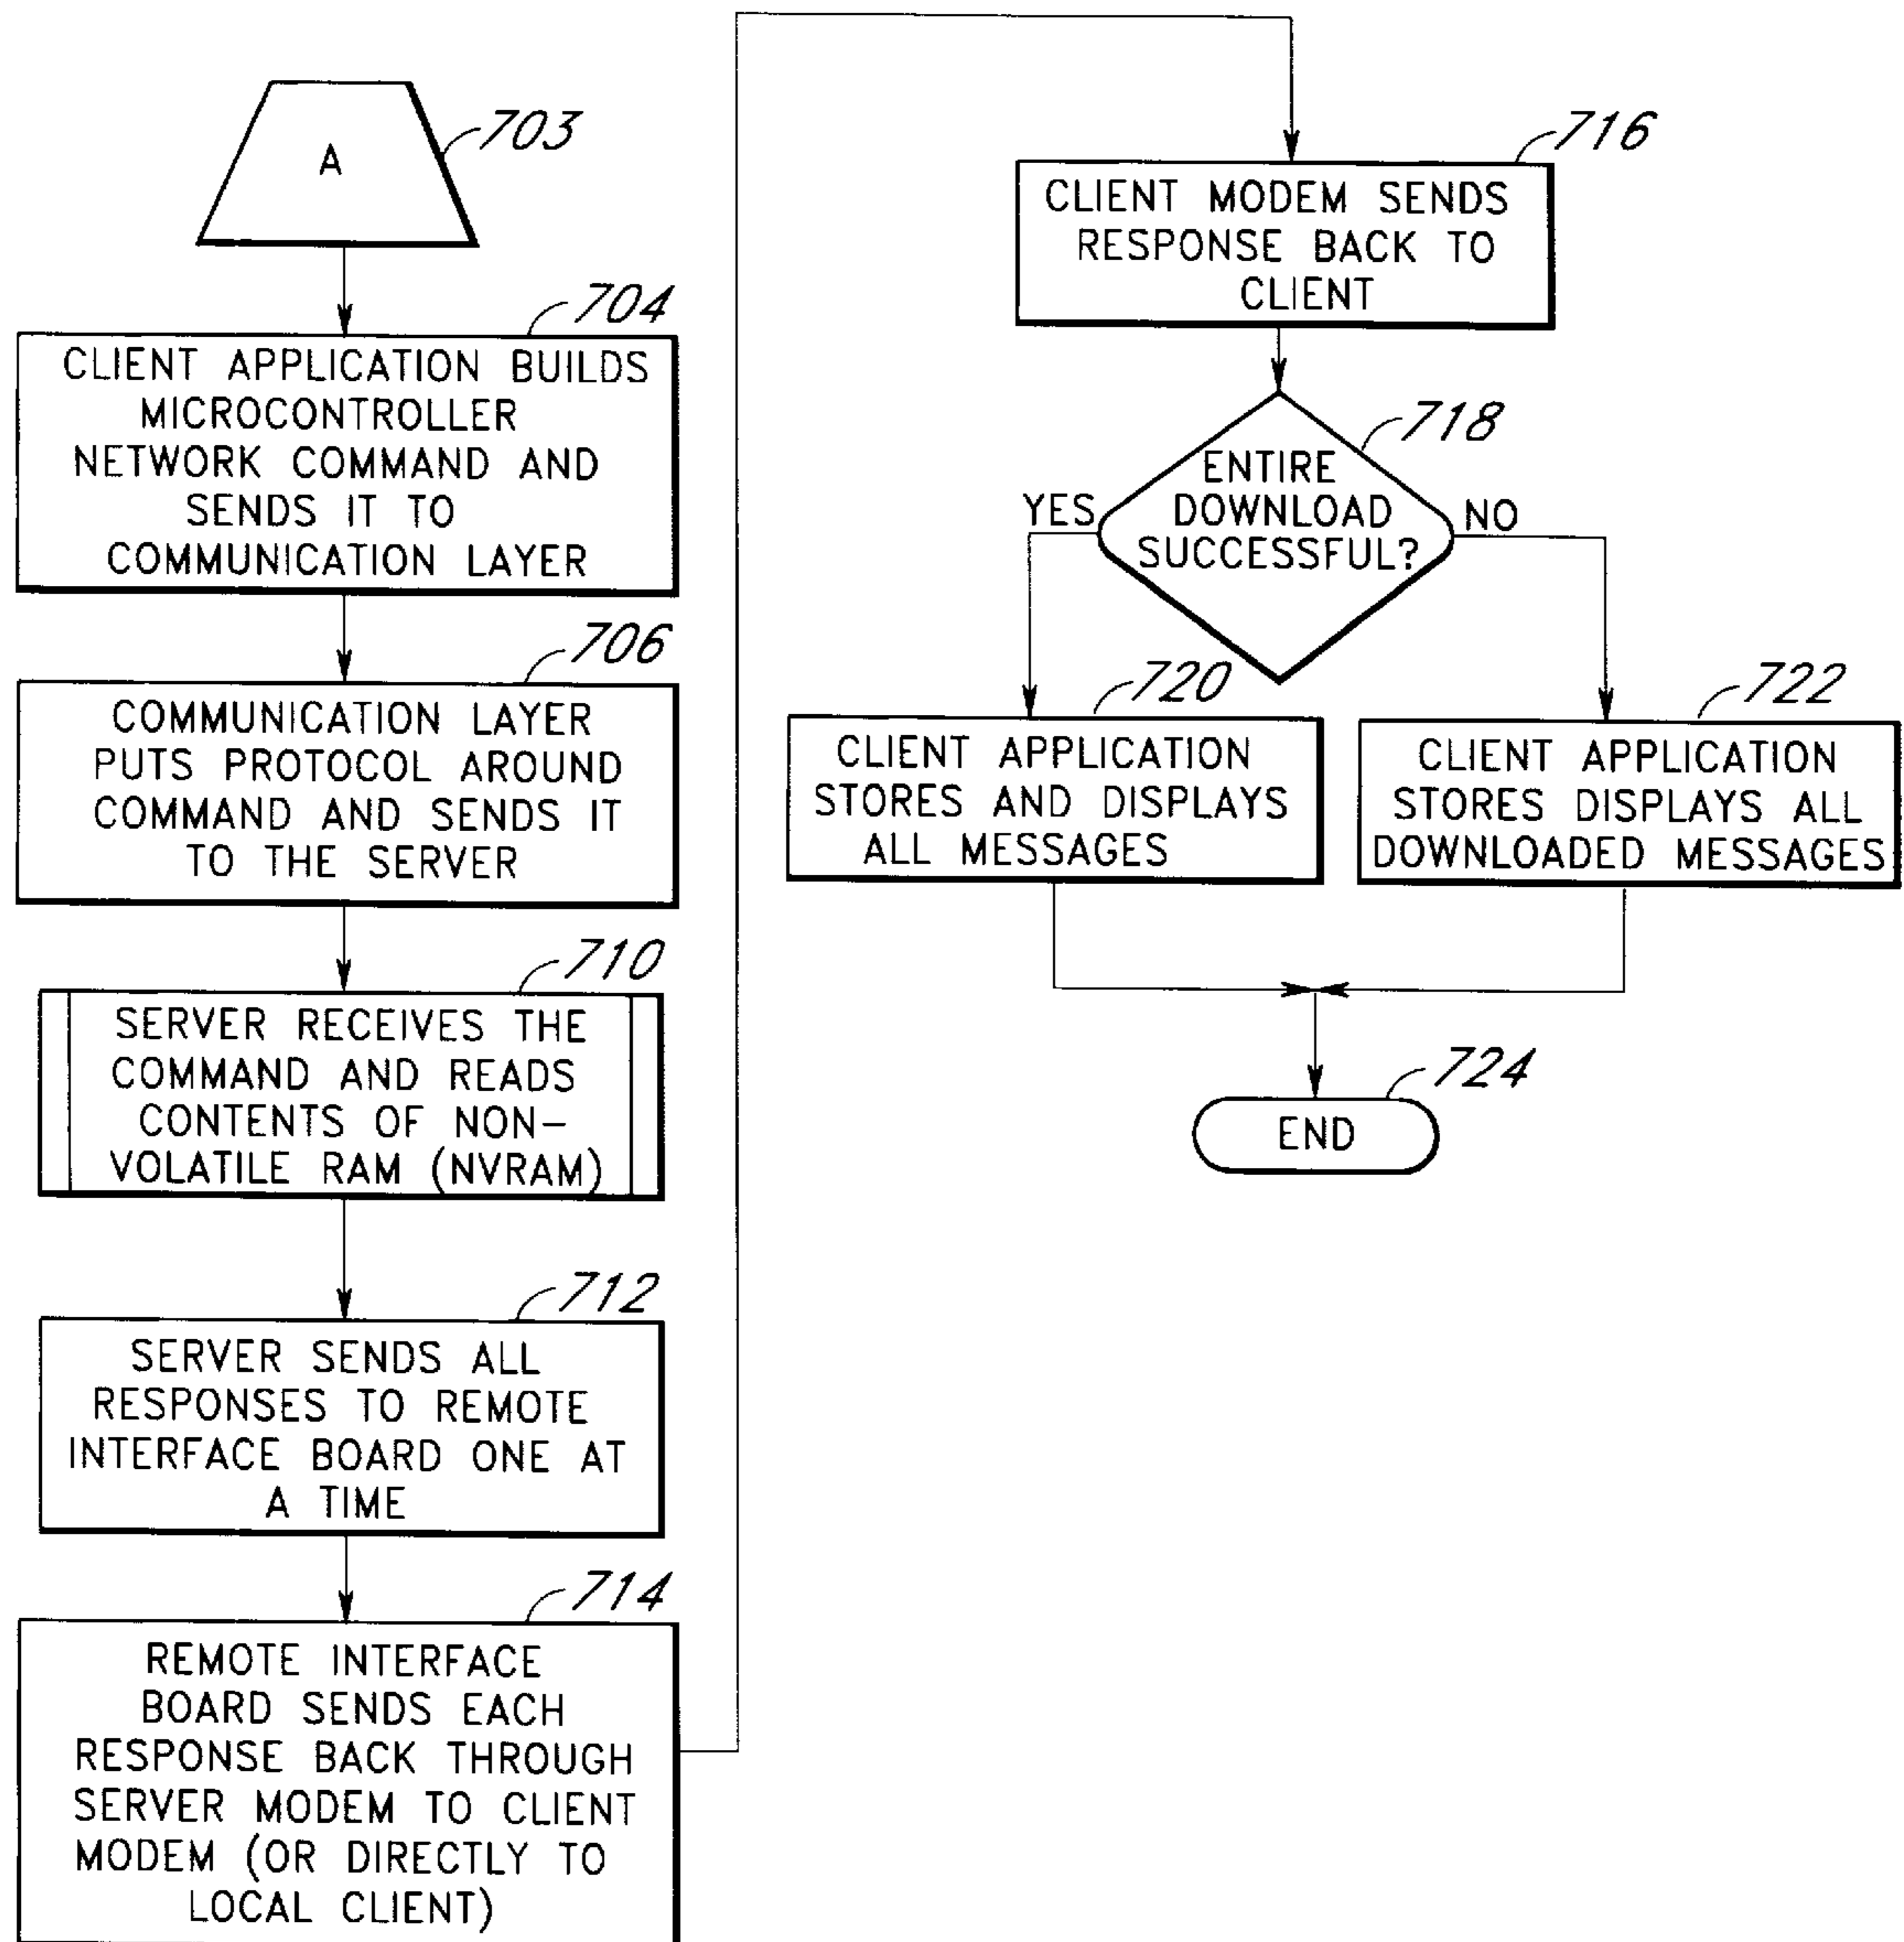 A
703
704
CLIENT APPLICATION BUILDS
MICROCONTROLLER
NETWORK COMMAND AND
SENDS IT TO
COMMUNICATION LAYER
706
COMMUNICATION LAYER
PUTS PROTOCOL AROUND
COMMAND AND SENDS IT
TO THE SERVER
710
SERVER RECEIVES THE
COMMAND AND READS
CONTENTS OF NON-
VOLATILE RAM (NVRAM)
712
SERVER SENDS ALL
RESPONSES TO REMOTE
INTERFACE BOARD ONE AT
A TIME
714
REMOTE INTERFACE
BOARD SENDS EACH
RESPONSE BACK THROUGH
SERVER MODEM TO CLIENT
MODEM (OR DIRECTLY TO
LOCAL CLIENT)
716
CLIENT MODEM SENDS
RESPONSE BACK TO
CLIENT
718
ENTIRE
DOWNLOAD
SUCCESSFUL?
YES
NO
720
CLIENT APPLICATION
STORES AND DISPLAYS
ALL MESSAGES
722
CLIENT APPLICATION
STORES DISPLAYS ALL
DOWNLOADED MESSAGES
724
END